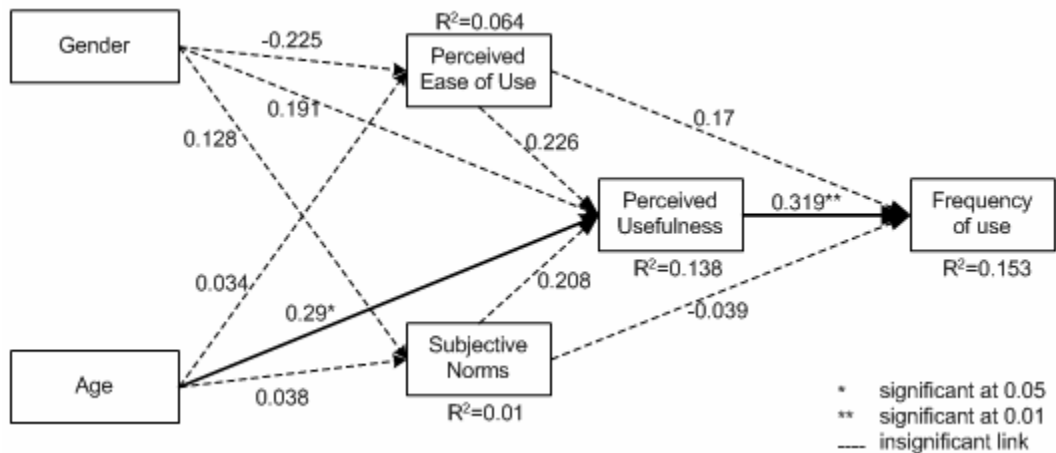 R²=0.064
Gender
-0.225
Perceived
Ease of Use
0.191
0.17
0.128
0.226
Perceived
Usefulness
0.319**
Frequency
of use
R²=0.138
R²=0.153
0.034
0.208
0.29*
-0.039
Age
Subjective
Norms
0.038
R²=0.01
* significant at 0.05
** significant at 0.01
---- insignificant link